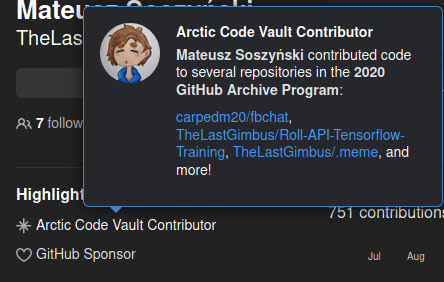 Mateusz Soszyński
TheLas
Arctic Code Vault Contributor
Mateusz Soszyński contributed code
to several repositories in the 2020
GitHub Archive Program:
carpedm20/fbchat,
TheLastGimbus/Roll-API-Tensorflow-
Training, TheLastGimbus/.meme, and
more!
7 follow
Highlight
Arctic Code Vault Contributor
751 contributions
GitHub Sponsor
Jul Aug